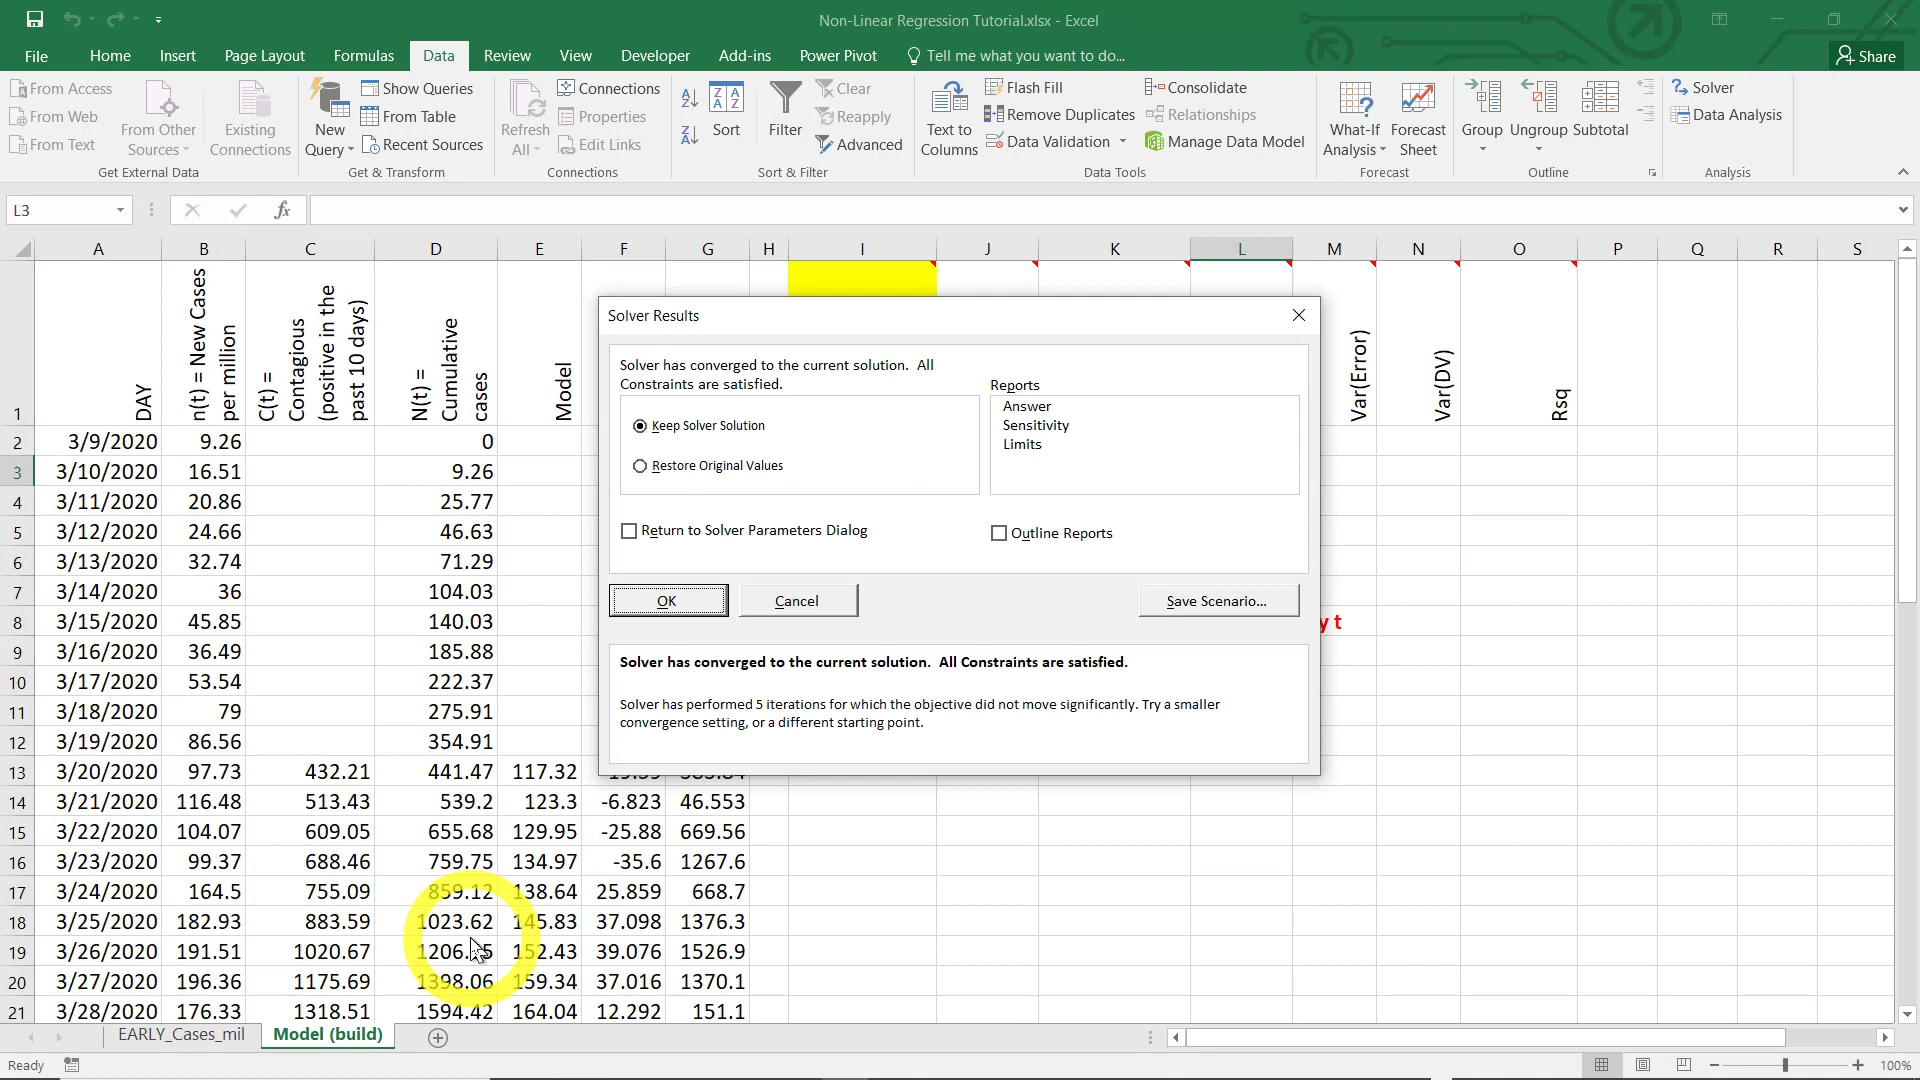 Non-Linear Regression Tutorial.xlsx - Excel
File Home Insert Page Layout Formulas Data Review View Developer Add-ins Power Pivot Tell me what you want to do... Share
From Access
From Web
From Text
From Other Sources
Existing Connections
Get External Data
New Query
Show Queries
From Table
Recent Sources
Get & Transform
Refresh All
Connections
Properties
Edit Links
Connections
Sort
Filter
Clear
Reapply
Advanced
Sort & Filter
Text to Columns
Flash Fill
Remove Duplicates
Data Validation
Consolidate
Relationships
Manage Data Model
Data Tools
What-If Analysis
Forecast Sheet
Forecast
Group
Ungroup
Subtotal
Outline
Solver
Data Analysis
Analysis
L3
fx
A B C D E F G H I J K L M N O P Q R S
1 DAY
n(t) = New Cases per million
C(t) = Contagious (positive in the past 10 days)
N(t) = Cumulative cases
Model
Var(Error)
Var(DV)
Rsq
2 3/9/2020 9.26 0
3 3/10/2020 16.51 9.26
4 3/11/2020 20.86 25.77
5 3/12/2020 24.66 46.63
6 3/13/2020 32.74 71.29
7 3/14/2020 36 104.03
8 3/15/2020 45.85 140.03 y t
9 3/16/2020 36.49 185.88
10 3/17/2020 53.54 222.37
11 3/18/2020 79 275.91
12 3/19/2020 86.56 354.91
13 3/20/2020 97.73 432.21 441.47 117.32
14 3/21/2020 116.48 513.43 539.2 123.3 -6.823 46.553
15 3/22/2020 104.07 609.05 655.68 129.95 -25.88 669.56
16 3/23/2020 99.37 688.46 759.75 134.97 -35.6 1267.6
17 3/24/2020 164.5 755.09 859.12 138.64 25.859 668.7
18 3/25/2020 182.93 883.59 1023.62 145.83 37.098 1376.3
19 3/26/2020 191.51 1020.67 152.43 39.076 1526.9
20 3/27/2020 196.36 1175.69 1398.06 159.34 37.016 1370.1
21 3/28/2020 176.33 1318.51 1594.42 164.04 12.292 151.1
Solver Results
Solver has converged to the current solution. All
Constraints are satisfied.
Keep Solver Solution
Restore Original Values
Reports
Answer
Sensitivity
Limits
Return to Solver Parameters Dialog
Outline Reports
OK
Cancel
Save Scenario...
Solver has converged to the current solution. All Constraints are satisfied.
Solver has performed 5 iterations for which the objective did not move significantly. Try a smaller
convergence setting, or a different starting point.
EARLY_Cases_mil
Model (build)
Ready
100%